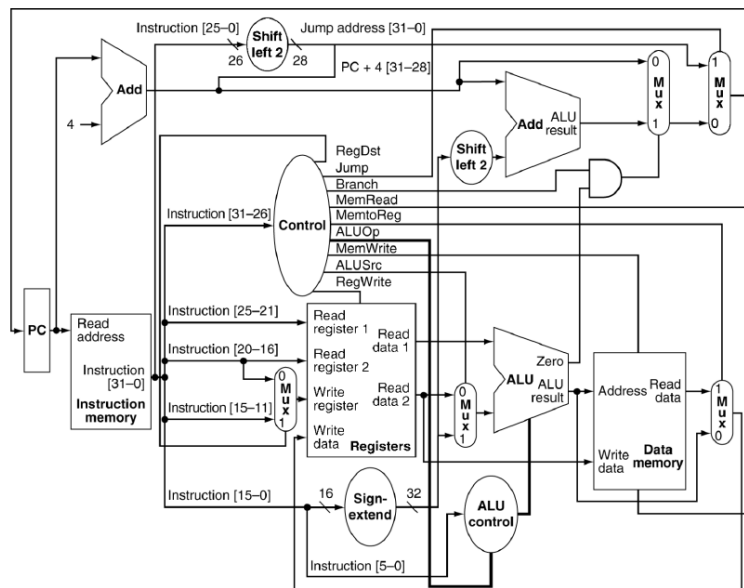 Instruction [25–0]
Shift
left 2
Jump address [31–0]
26
28
PC + 4 [31–28]
Add
4
Add
ALU
result
0
Mux
1
1
Mux
0
Shift
left 2
RegDst
Jump
Branch
MemRead
MemtoReg
ALUOp
MemWrite
ALUSrc
RegWrite
Instruction [31–26]
Control
PC
Read
address
Instruction
[31–0]
Instruction
memory
Instruction [25–21]
Instruction [20–16]
Instruction [15–11]
0
Mux
1
Read
register 1
Read
register 2
Write
register
Write
data
Read
data 1
Read
data 2
Registers
0
Mux
1
Zero
ALU
ALU
result
Address
Read
data
Write
data
Data
memory
1
Mux
0
Instruction [15–0]
16
Sign-
extend
32
ALU
control
Instruction [5–0]